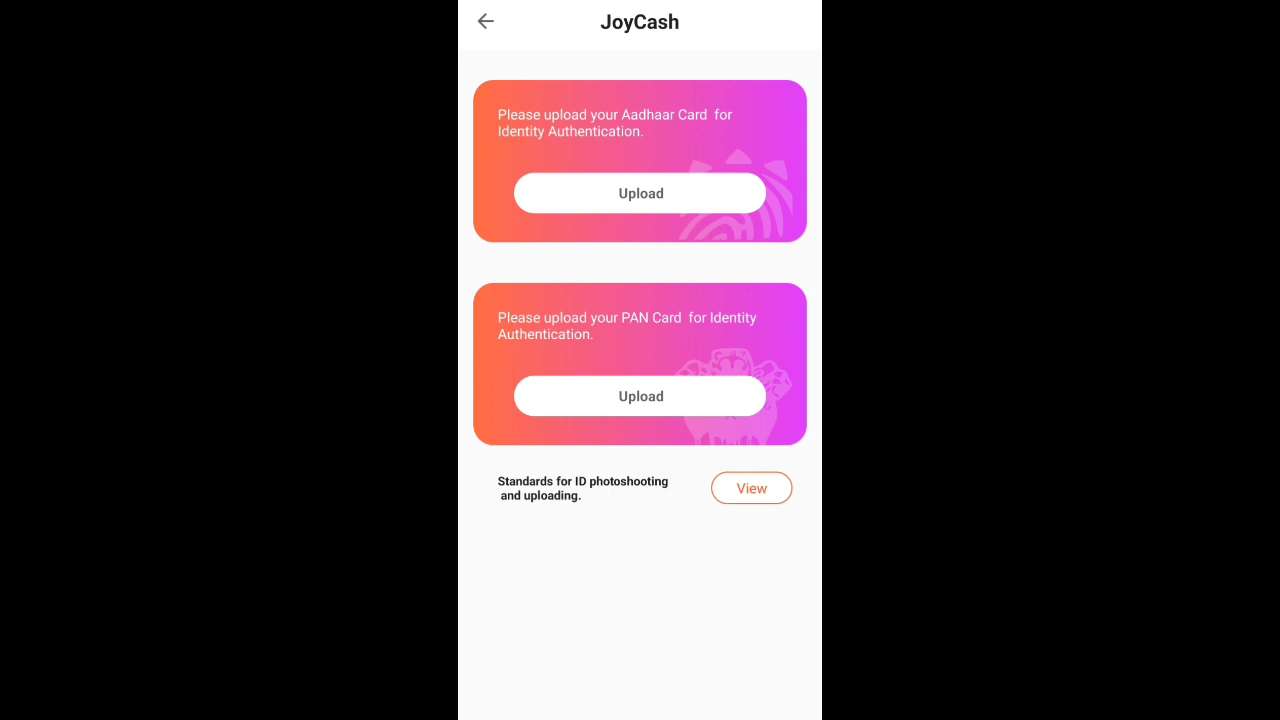 JoyCash
Please upload your Aadhaar Card  for
Identity Authentication.
Upload
Please upload your PAN Card  for Identity
Authentication.
Upload
Standards for ID photoshooting
and uploading.
View